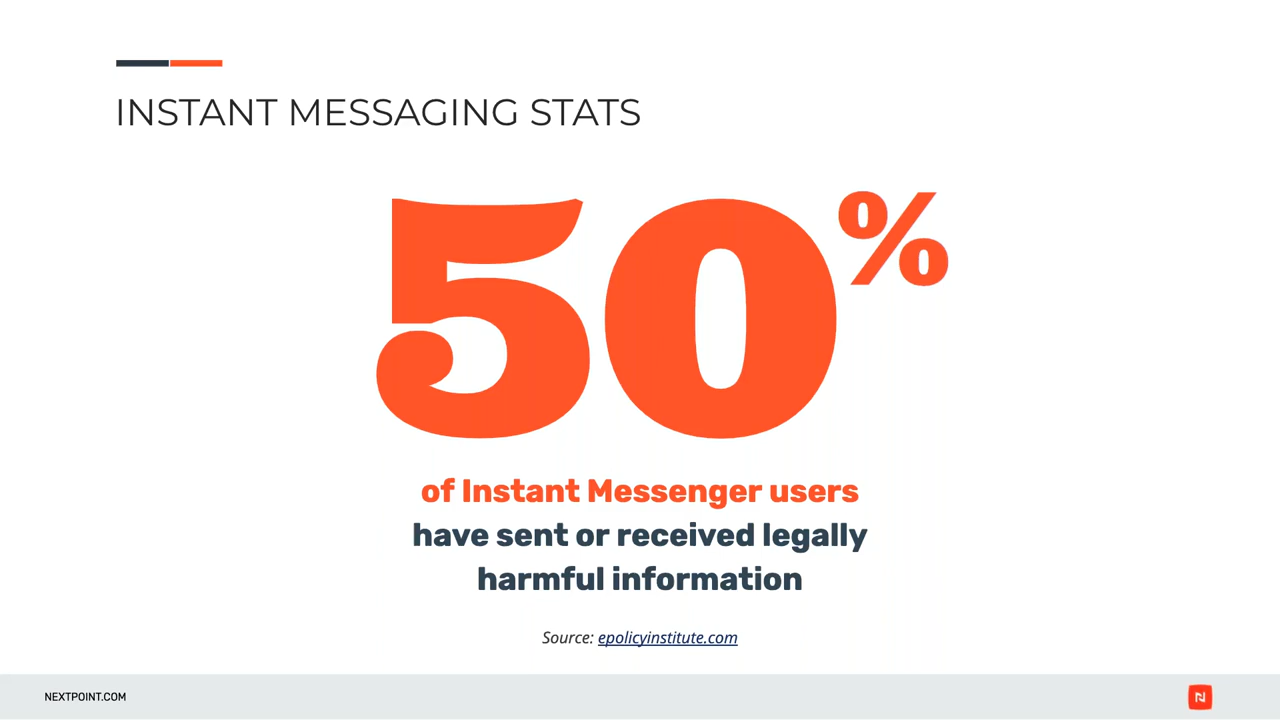 INSTANT MESSAGING STATS
50%
of Instant Messenger users
have sent or received legally
harmful information
Source: epolicyinstitute.com
NEXTPOINT.COM